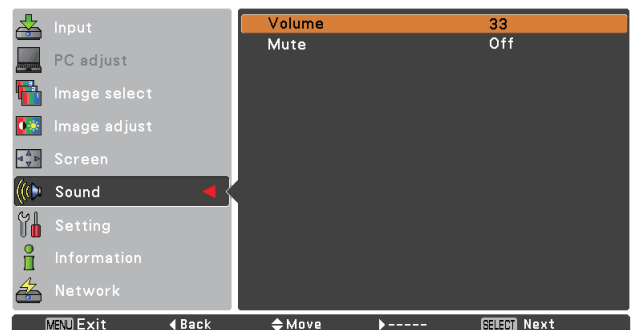 Input
PC adjust
Image select
Image adjust
Screen
Sound
Setting
Information
Network
Volume 33
Mute Off
MENU Exit Back Move ----- SELECT Next